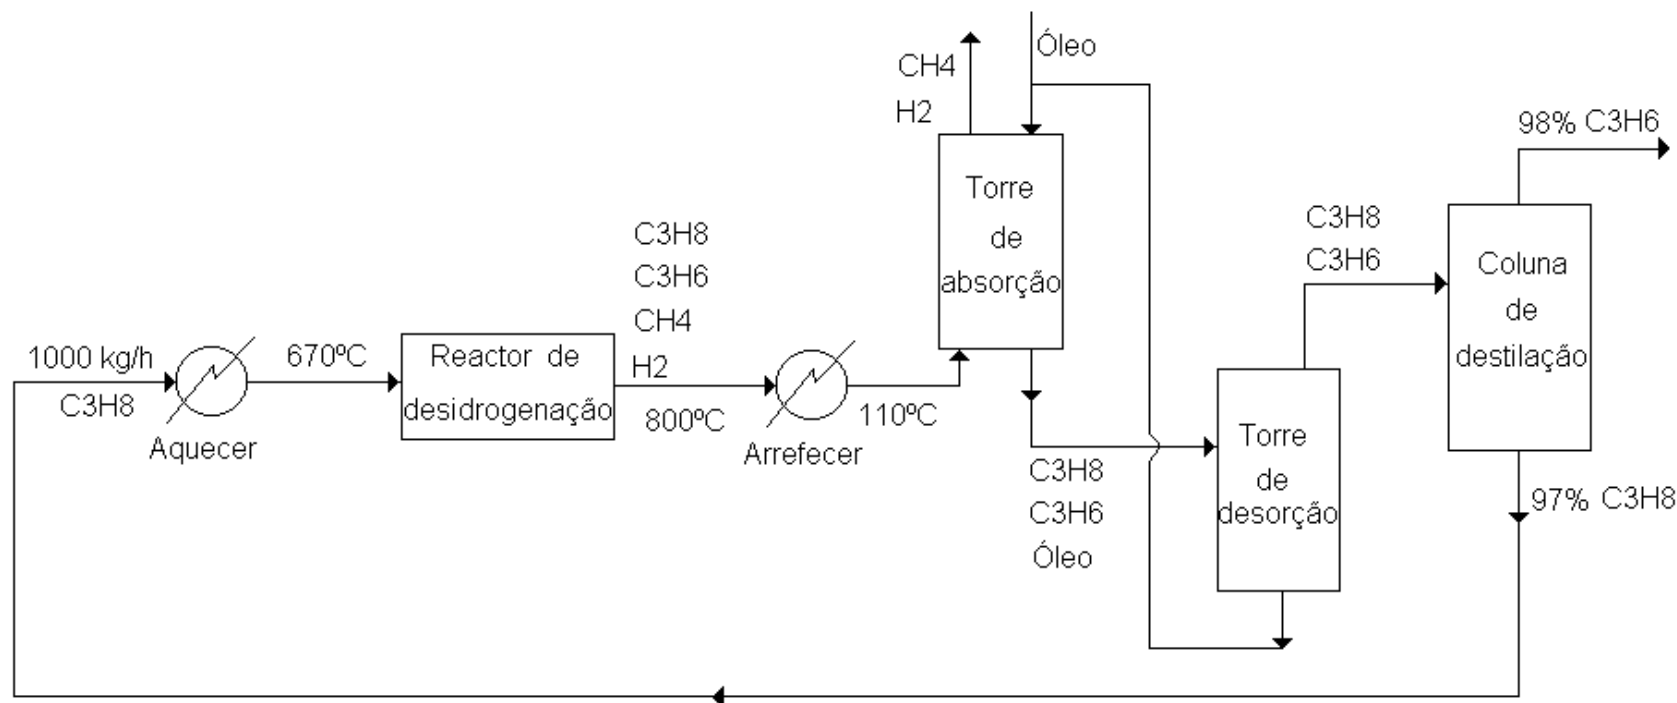 1000 kg/h
C3H8
Aquecer
670ºC
Reactor de
desidrogenação
C3H8
C3H6
CH4
H2
800ºC
Arrefecer
110ºC
CH4
H2
Óleo
Torre
de
absorção
C3H8
C3H6
Óleo
Torre
de
desorção
C3H8
C3H6
Coluna
de
destilação
98% C3H6
97% C3H8